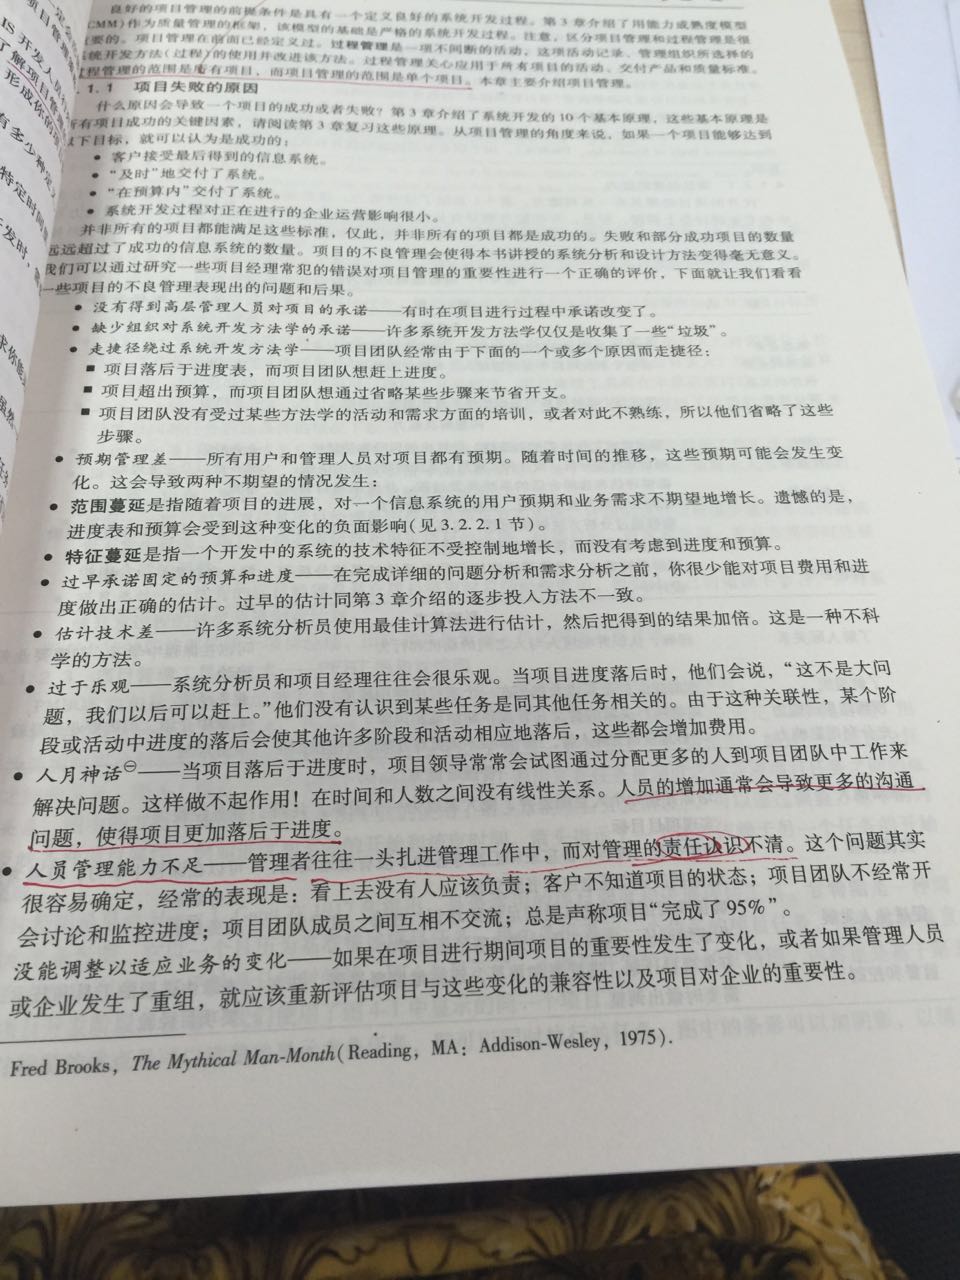 良好的项目管理的前提条件是具有一个定义良好的系统开发过程。第3章介绍了用能力成熟度模型
(CMM)作为质量管理的框架，该模型的基础是严格的系统开发过程。注意，区分项目管理和过程管理是很
重要的。项目管理在前面已经定义过。过程管理是一项不间断的活动，这项活动记录、管理组织所选择的
系统开发方法(过程)的使用并改进该方法。过程管理关心应用于所有项目的活动、交付产品和质量标准。
过程管理的范围是所有项目，而项目管理的范围是单个项目。本章主要介绍项目管理。
.1.1 项目失败的原因
什么原因会导致一个项目的成功或者失败？第3章介绍了系统开发的10个基本原理，这些基本原理是
所有项目成功的关键因素，请阅读第3章复习这些原理。从项目管理的角度来说，如果一个项目能够达到
以下目标，就可以认为是成功的：
• 客户接受最后得到的信息系统。
• “及时”地交付了系统。
• “在预算内”交付了系统。
• 系统开发过程对正在进行的企业运营影响很小。
并非所有的项目都能满足这些标准，仅此，并非所有的项目都是成功的。失败和部分成功项目的数量
远远超过了成功的信息系统的数量。项目的不良管理会使得本书讲授的系统分析和设计方法变得毫无意义。
我们可以通过研究一些项目经理常犯的错误对项目管理的重要性进行一个正确的评价，下面就让我们看看
一些项目的不良管理表现出的问题和后果。
• 没有得到高层管理人员对项目的承诺——有时在项目进行过程中承诺改变了。
• 缺少组织对系统开发方法学的承诺——许多系统开发方法学仅仅是收集了一些“垃圾”。
• 走捷径绕过系统开发方法学——项目团队经常由于下面的一个或多个原因而走捷径：
■ 项目落后于进度表，而项目团队想赶上进度。
■ 项目超出预算，而项目团队想通过省略某些步骤来节省开支。
■ 项目团队没有受过某些方法学的活动和需求方面的培训，或者对此不熟练，所以他们省略了这些
步骤。
• 预期管理差——所有用户和管理人员对项目都有预期。随着时间的推移，这些预期可能会发生变
化。这会导致两种不期望的情况发生：
• 范围蔓延是指随着项目的进展，对一个信息系统的用户预期和业务需求不期望地增长。遗憾的是，
进度表和预算会受到这种变化的负面影响(见3.2.2.1节)。
• 特征蔓延是指一个开发中的系统的技术特征不受控制地增长，而没有考虑到进度和预算。
• 过早承诺固定的预算和进度——在完成详细的问题分析和需求分析之前，你很少能对项目费用和进
度做出正确的估计。过早的估计同第3章介绍的逐步投入方法不一致。
• 估计技术差——许多系统分析员使用最佳计算法进行估计，然后把得到的结果加倍。这是一种不科
学的方法。
• 过于乐观——系统分析员和项目经理往往会很乐观。当项目进度落后时，他们会说，“这不是大问
题，我们以后可以赶上。”他们没有认识到某些任务是同其他任务相关的。由于这种关联性，某个阶
段或活动中进度的落后会使其他许多阶段和活动相应地落后，这些都会增加费用。
• 人月神话㊀——当项目落后于进度时，项目领导常常会试图通过分配更多的人到项目团队中工作来
解决问题。这样做不起作用！在时间和人数之间没有线性关系。人员的增加通常会导致更多的沟通
问题，使得项目更加落后于进度。
• 人员管理能力不足——管理者往往一头扎进管理工作中，而对管理的责任认识不清。这个问题其实
很容易确定，经常的表现是：看上去没有人应该负责；客户不知道项目的状态；项目团队不经常开
会讨论和监控进度；项目团队成员之间互相不交流；总是声称项目“完成了95%”。
没能调整以适应业务的变化——如果在项目进行期间项目的重要性发生了变化，或者如果管理人员
或企业发生了重组，就应该重新评估项目与这些变化的兼容性以及项目对企业的重要性。
Fred Brooks, The Mythical Man-Month(Reading, MA: Addison-Wesley, 1975).